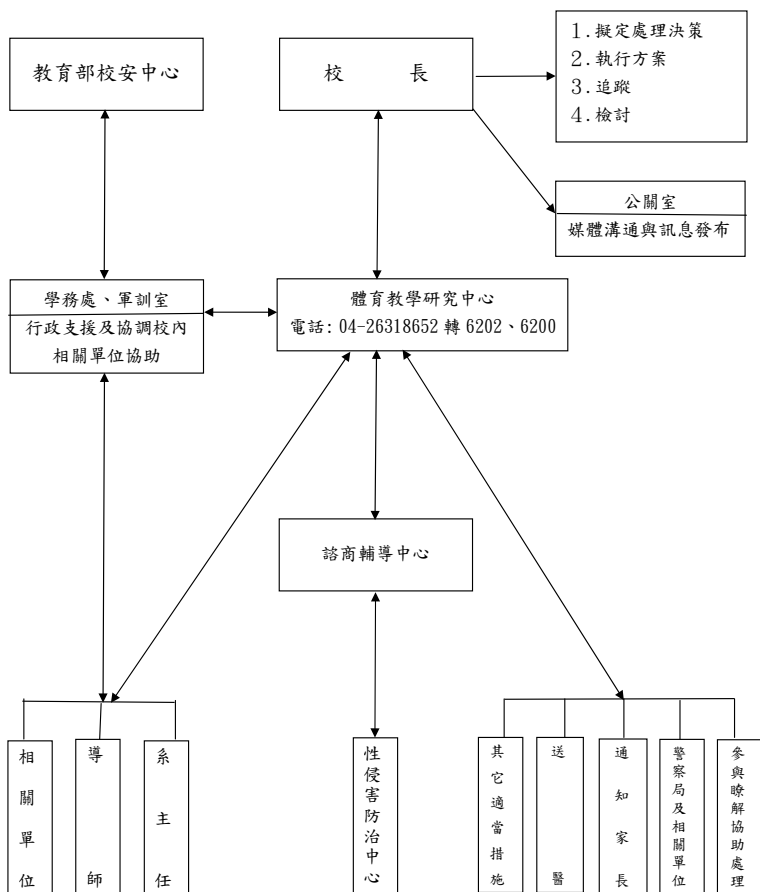 教育部校安中心
校 長
1.擬定處理決策
2.執行方案
3.追蹤
4.檢討
公關室
媒體溝通與訊息發布
學務處、軍訓室
行政支援及協調校內
相關單位協助
體育教學研究中心
電話：04-26318652 轉 6202、6200
諮商輔導中心
相關單位
導師
系主任
性侵害防治中心
其它適當措施
送醫
通知家長
警察局及相關單位
參與瞭解協助處理